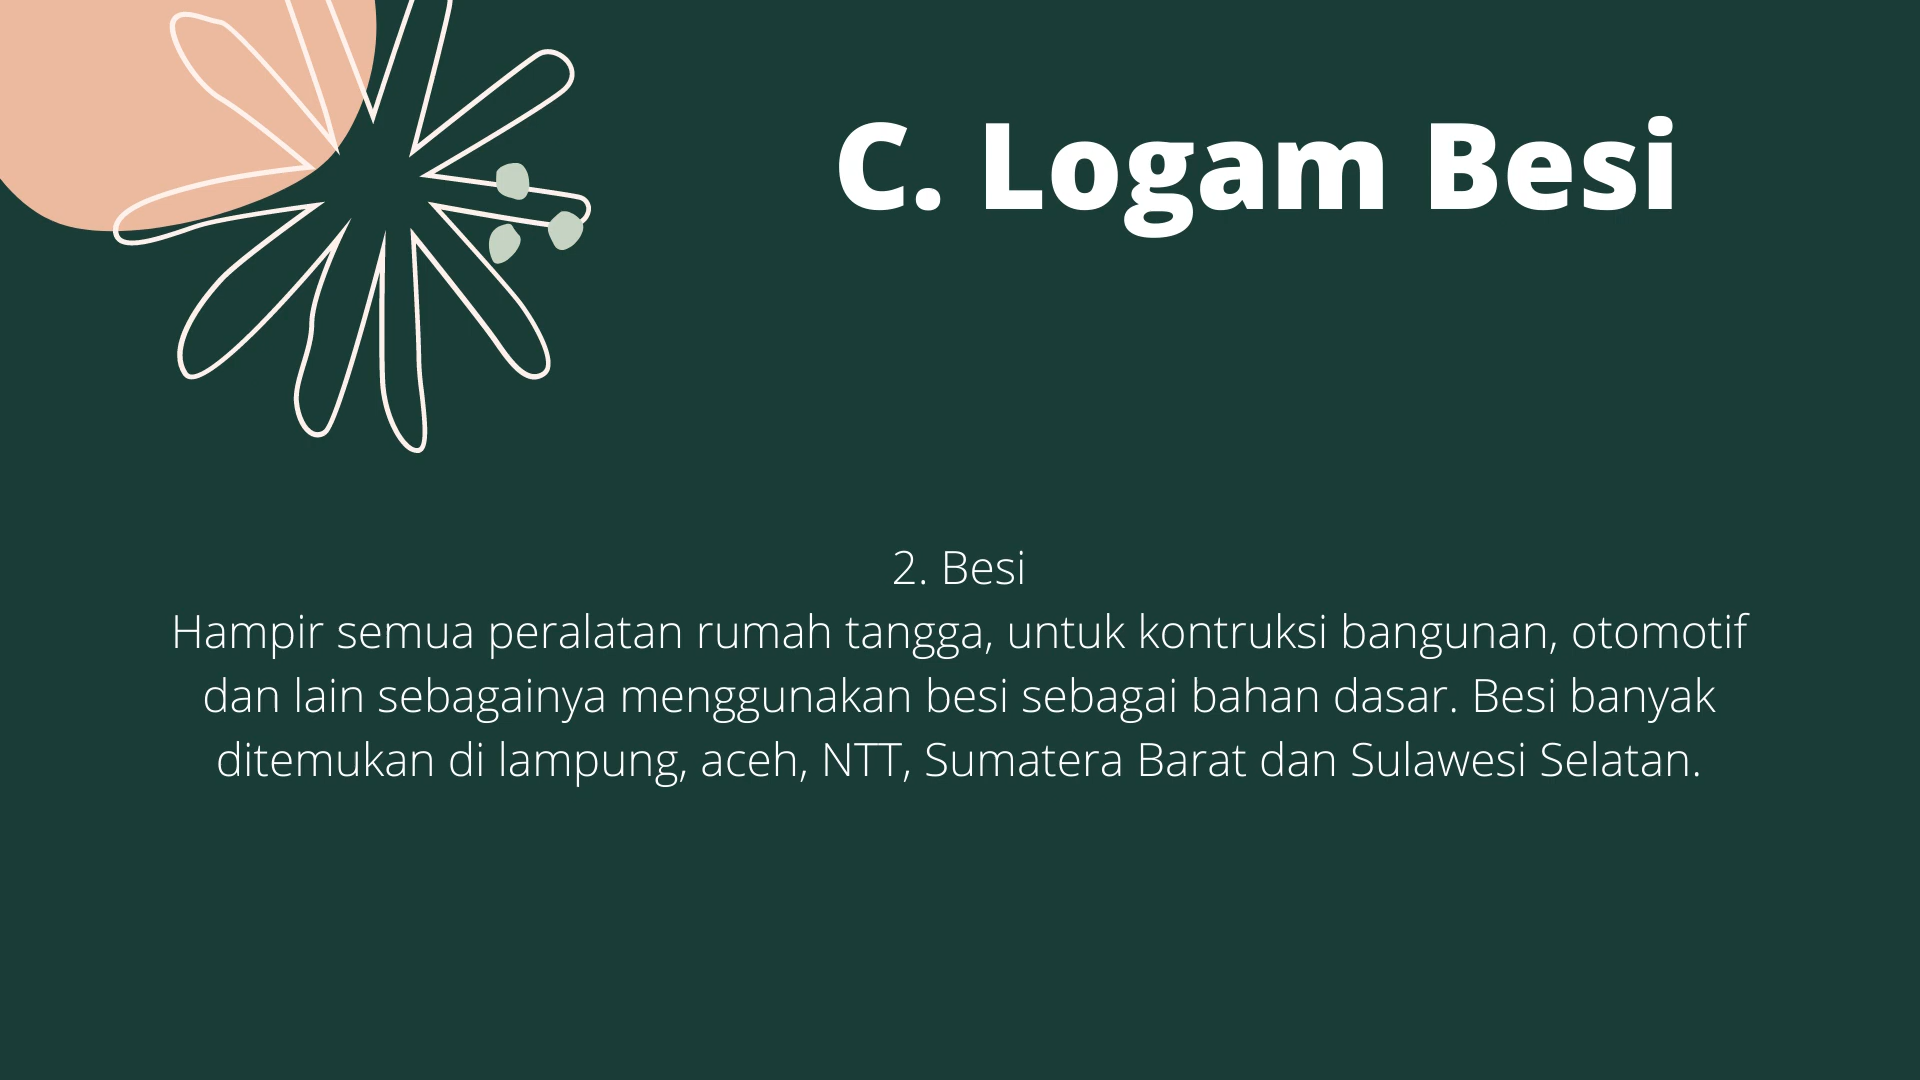 C. Logam Besi
2. Besi
Hampir semua peralatan rumah tangga, untuk kontruksi bangunan, otomotif
dan lain sebagainya menggunakan besi sebagai bahan dasar. Besi banyak
ditemukan di lampung, aceh, NTT, Sumatera Barat dan Sulawesi Selatan.